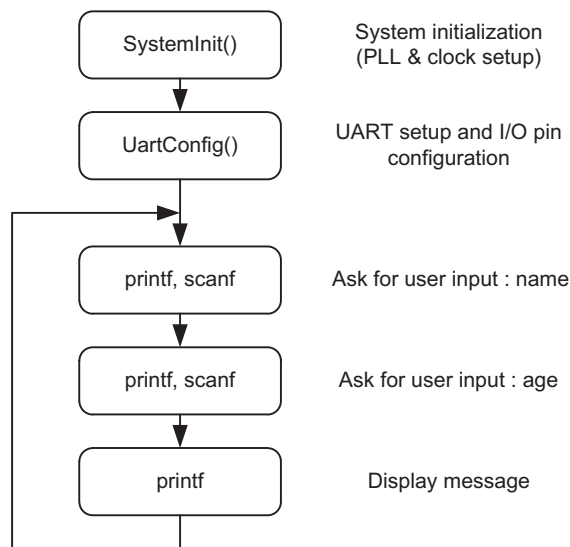 SystemInit()
System initialization
(PLL & clock setup)
UartConfig()
UART setup and I/O pin
configuration
printf, scanf
Ask for user input : name
printf, scanf
Ask for user input : age
printf
Display message